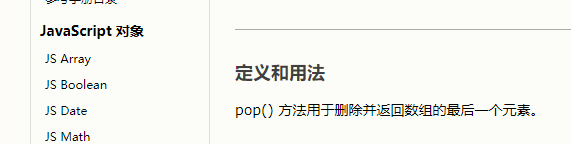 参考手册目录
JavaScript 对象
JS Array
JS Boolean
JS Date
JS Math
定义和用法
pop() 方法用于删除并返回数组的最后一个元素。